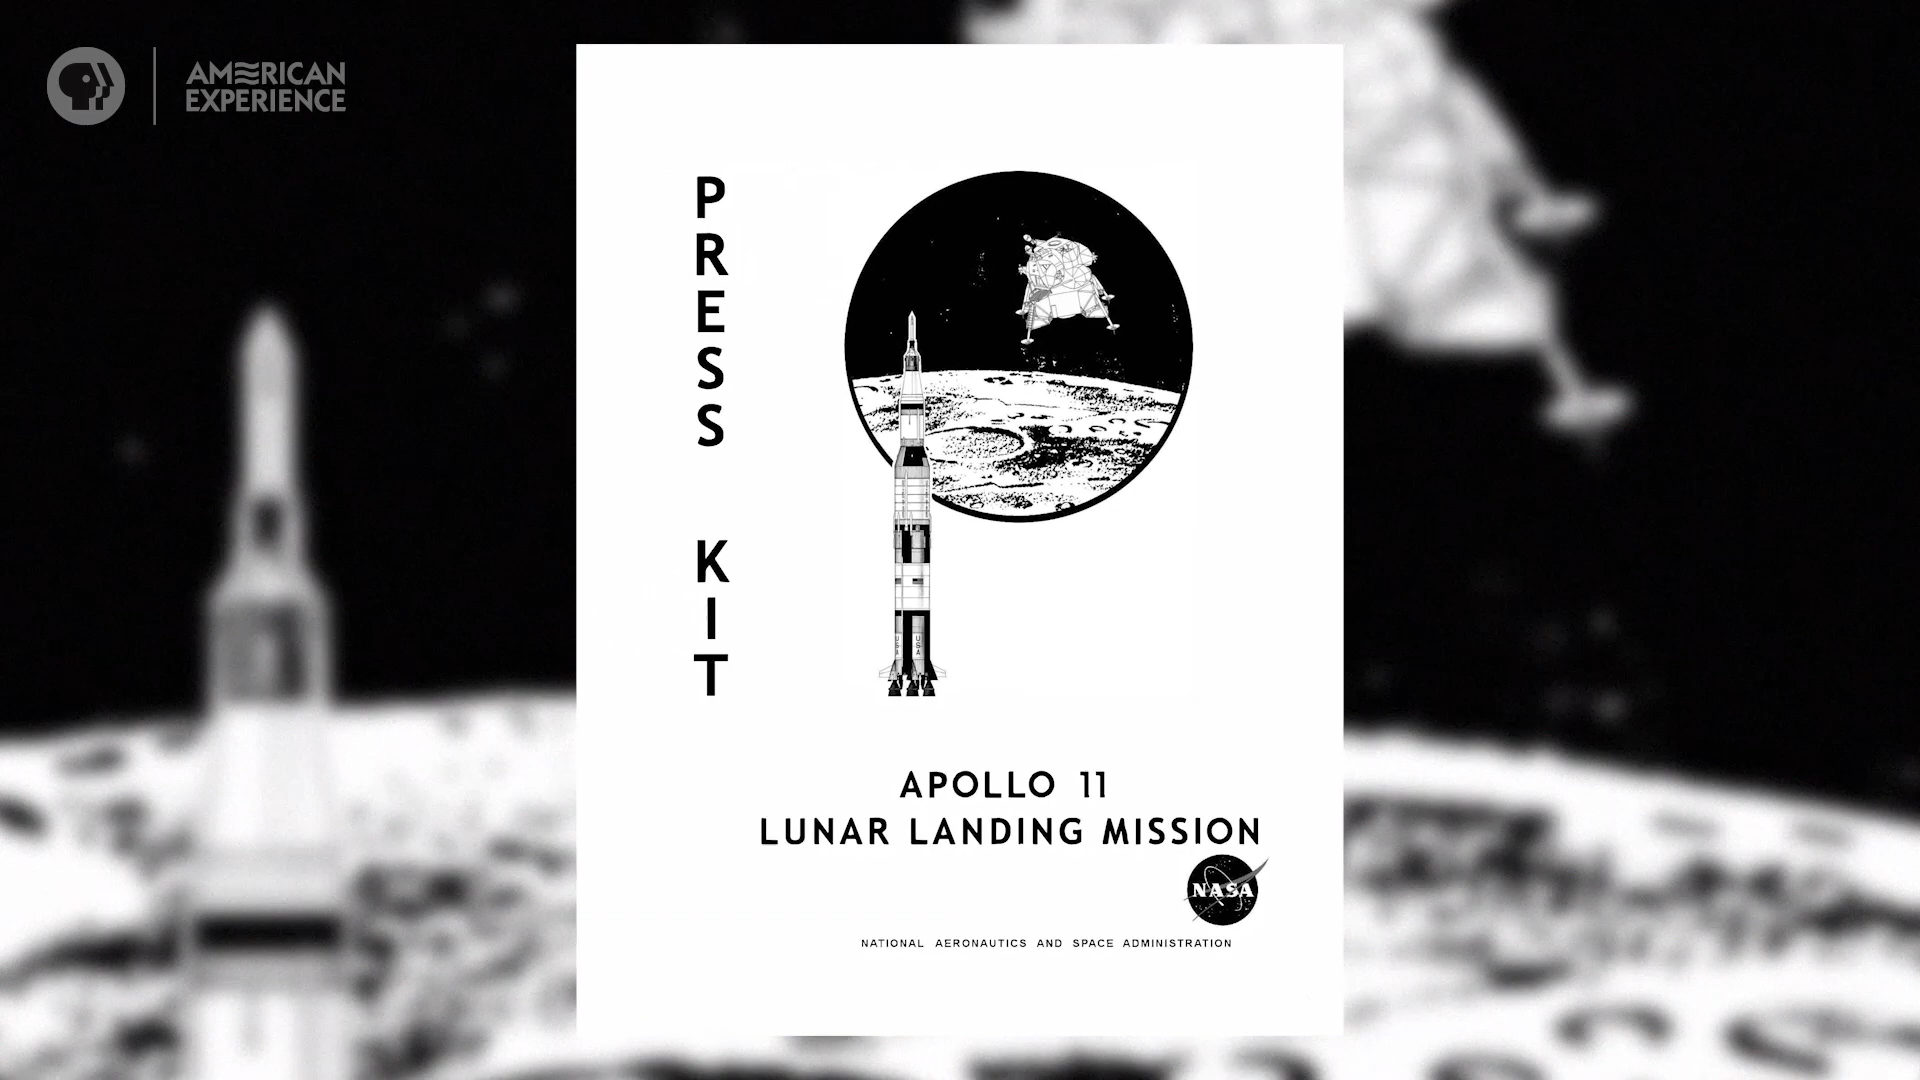 AMERICAN
EXPERIENCE
PRESS KIT
USA
USA
APOLLO 11
LUNAR LANDING MISSION
NASA
NATIONAL AERONAUTICS AND SPACE ADMINISTRATION